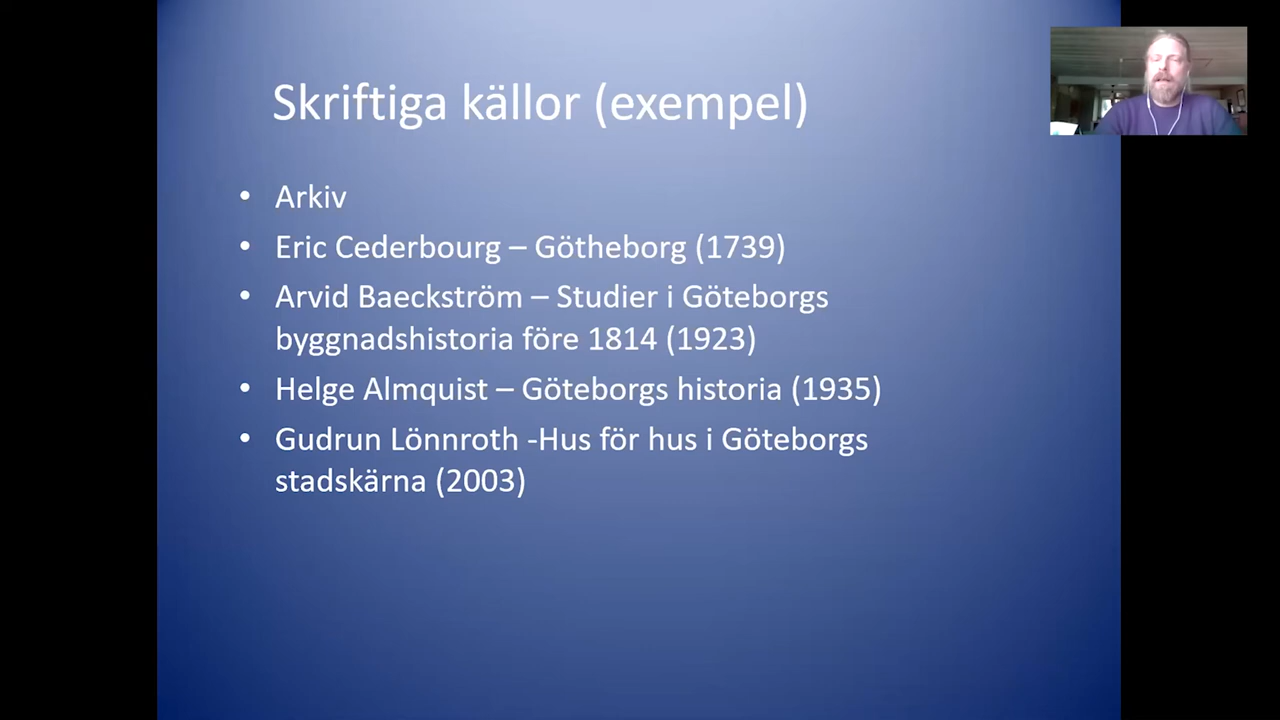 Skriftiga källor (exempel)
• Arkiv
• Eric Cederbourg – Götheborg (1739)
• Arvid Baeckström – Studier i Göteborgs
byggnadshistoria före 1814 (1923)
• Helge Almquist – Göteborgs historia (1935)
• Gudrun Lönnroth -Hus för hus i Göteborgs
stadskärna (2003)